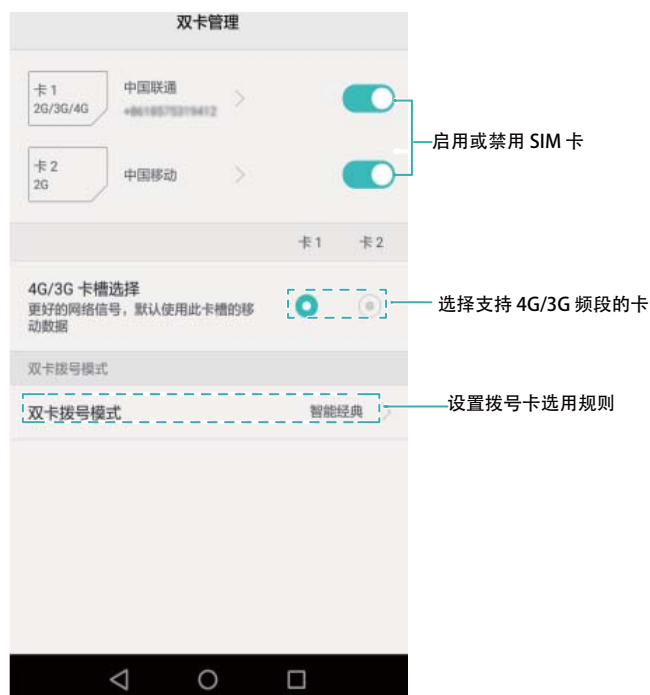 双卡管理
卡 1
2G/3G/4G
中国联通
启用或禁用 SIM 卡
卡 2
2G
中国移动
卡 1 卡 2
4G/3G 卡槽选择
更好的网络信号，默认使用此卡槽的移
动数据
选择支持 4G/3G 频段的卡
双卡拨号模式
双卡拨号模式 智能经典
设置拨号卡选用规则